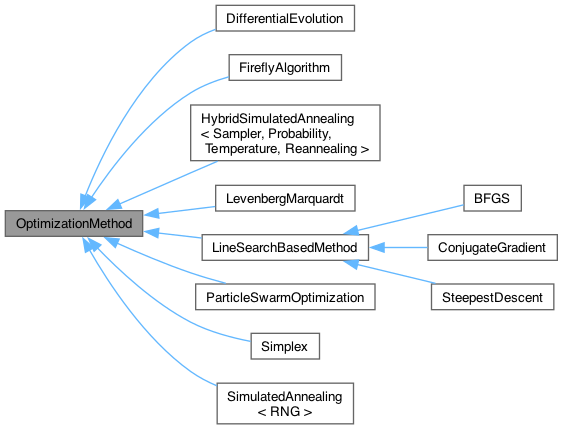 DifferentialEvolution
FireflyAlgorithm
HybridSimulatedAnnealing
< Sampler, Probability,
Temperature, Reannealing >
LevenbergMarquardt
BFGS
OptimizationMethod
LineSearchBasedMethod
ConjugateGradient
ParticleSwarmOptimization
SteepestDescent
Simplex
SimulatedAnnealing
< RNG >